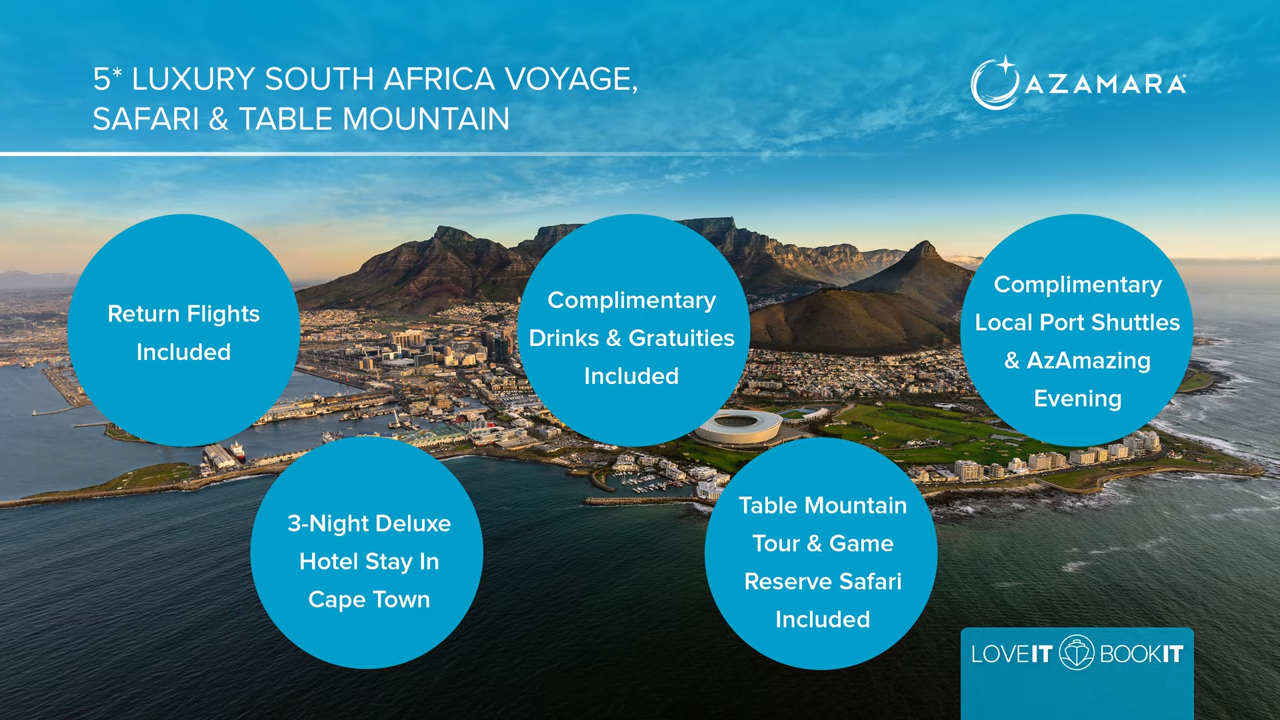 5* LUXURY SOUTH AFRICA VOYAGE,
SAFARI & TABLE MOUNTAIN
AZAMARA
Return Flights
Included
3-Night Deluxe
Hotel Stay In
Cape Town
Complimentary
Drinks & Gratuities
Included
Table Mountain
Tour & Game
Reserve Safari
Included
Complimentary
Local Port Shuttles
& AzAmazing
Evening
LOVEIT BOOKIT